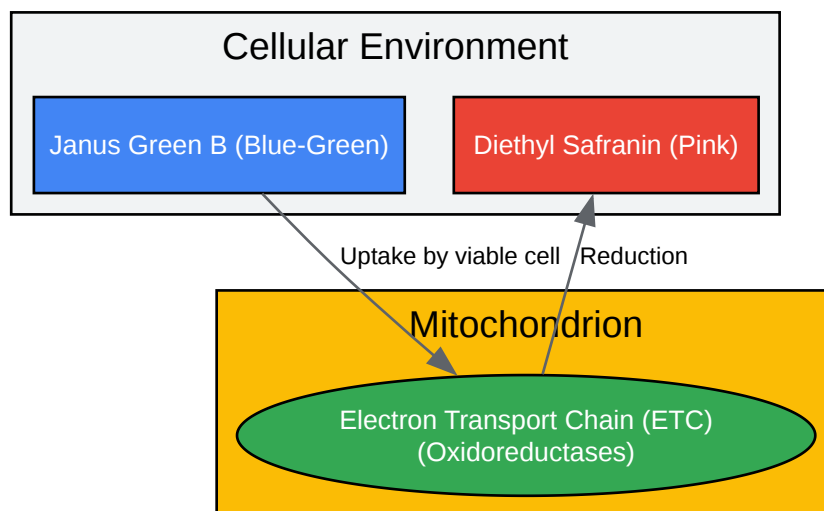 Cellular Environment
Janus Green B (Blue-Green)
Diethyl Safranin (Pink)
Uptake by viable cell
Reduction
Mitochondrion
Electron Transport Chain (ETC)
(Oxidoreductases)